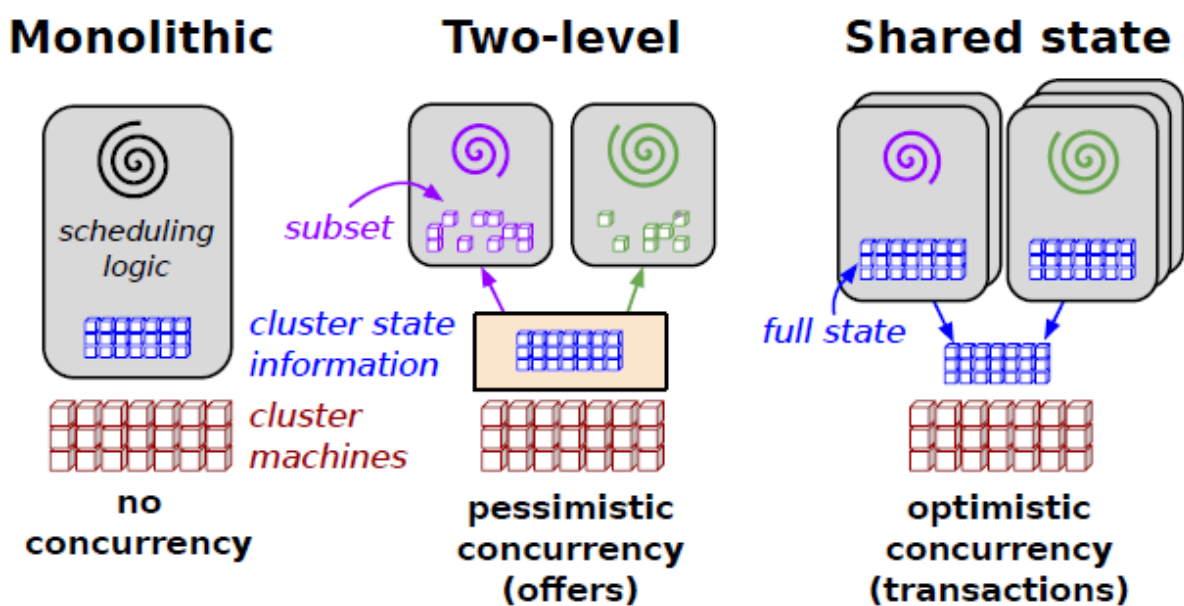 Monolithic
Two-level
Shared state
scheduling
logic
subset
cluster state
information
full state
cluster
machines
no
concurrency
pessimistic
concurrency
(offers)
optimistic
concurrency
(transactions)